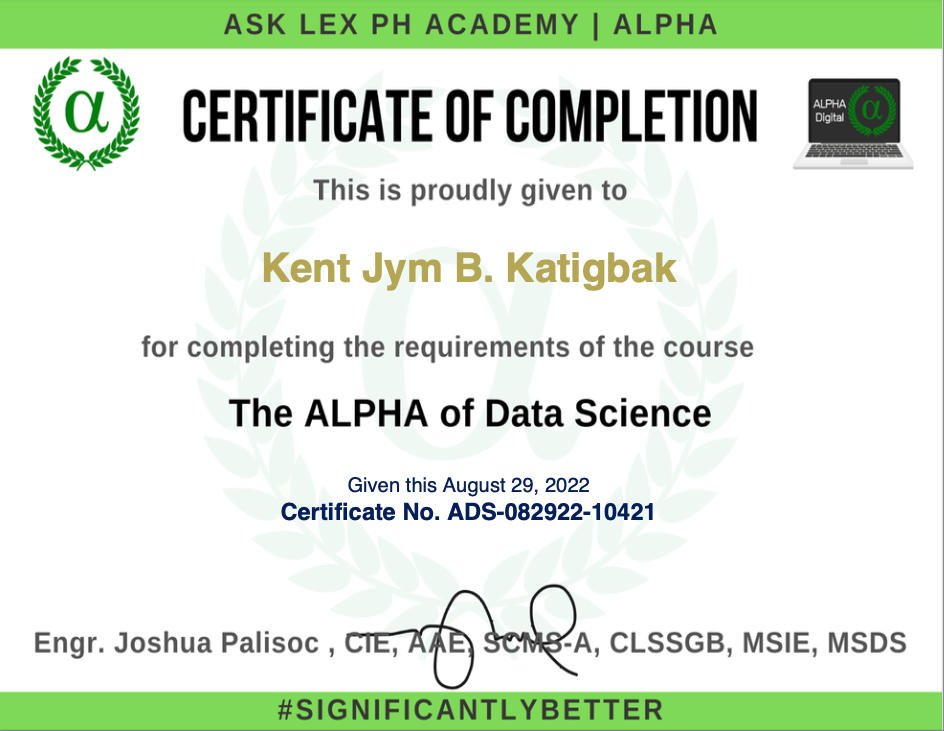 ASK LEX PH ACADEMY | ALPHA
α
CERTIFICATE OF COMPLETION
ALPHA
Digital
α
This is proudly given to
Kent Jym B. Katigbak
for completing the requirements of the course
The ALPHA of Data Science
Given this August 29, 2022
Certificate No. ADS-082922-10421
Engr. Joshua Palisoc , CIE, AAE, SCMS-A, CLSSGB, MSIE, MSDS
#SIGNIFICANTLYBETTER